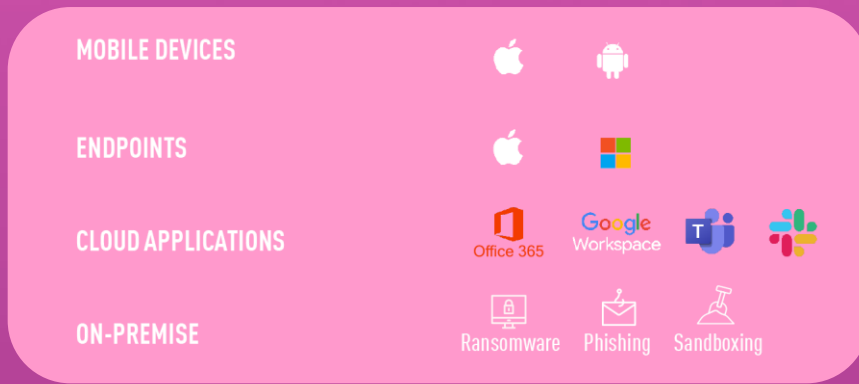 MOBILE DEVICES
ENDPOINTS
CLOUD APPLICATIONS
Office 365
Google
Workspace
T
ON-PREMISE
Ransomware Phishing Sandboxing